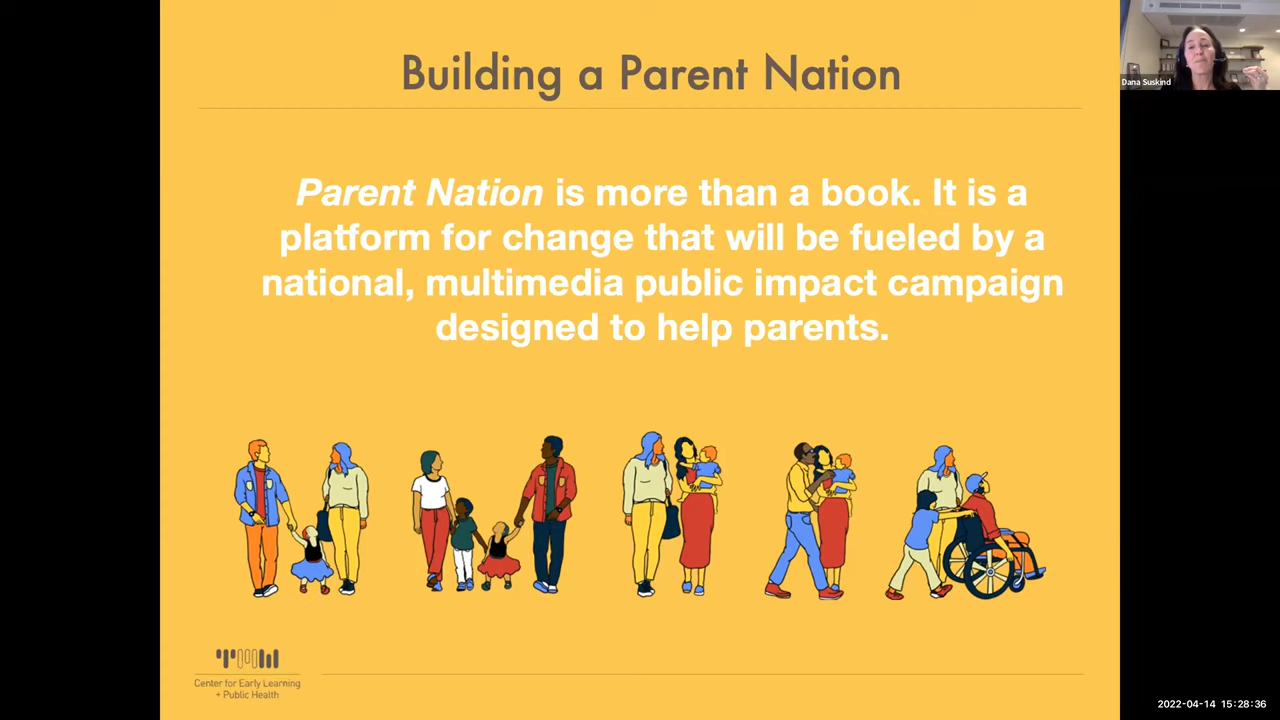 Building a Parent Nation
Dana Suskind
Parent Nation is more than a book. It is a
platform for change that will be fueled by a
national, multimedia public impact campaign
designed to help parents.
Center for Early Learning
+ Public Health
2022-04-14 15:28:36